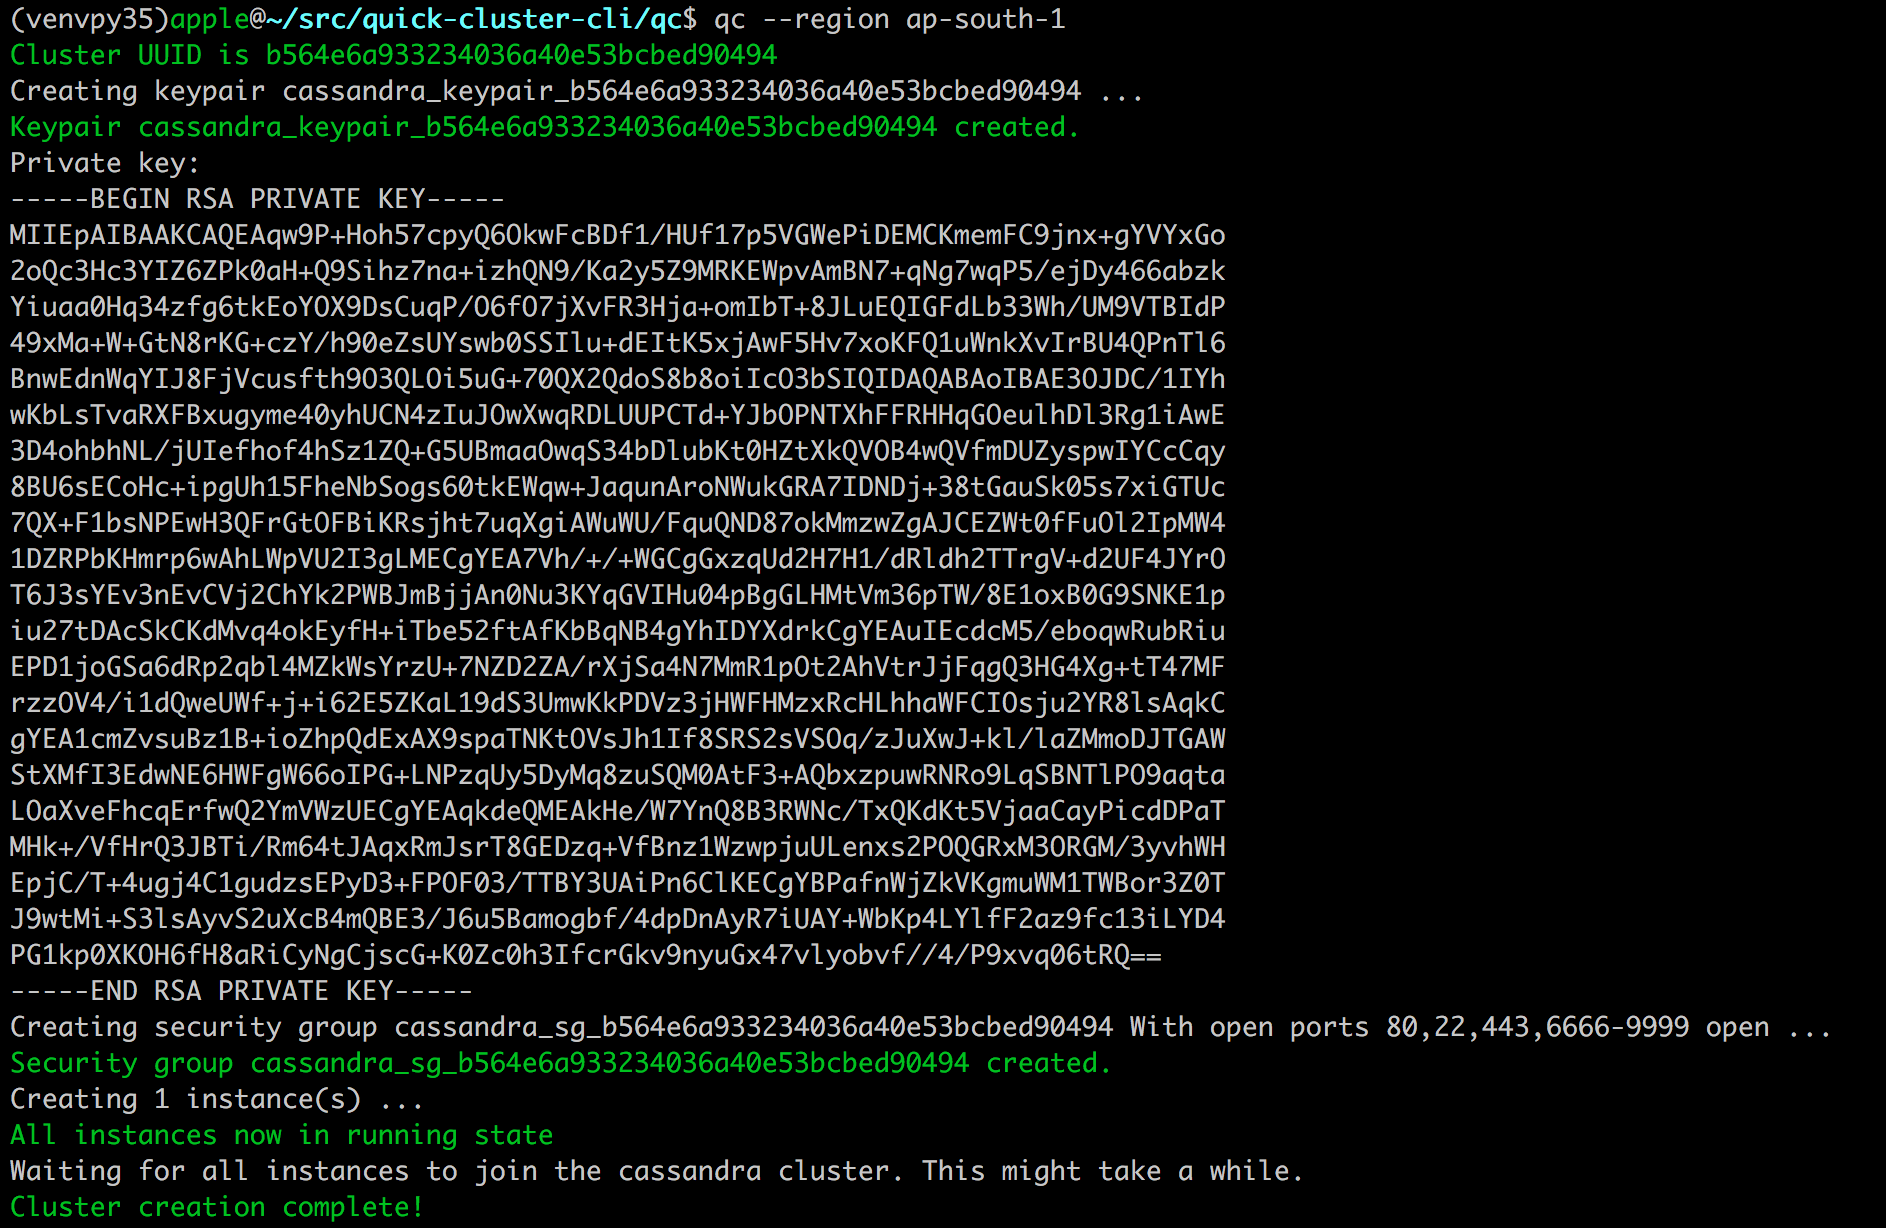 (venvpy35)apple@~/src/quick-cluster-cli/qc$ qc --region ap-south-1
Cluster UUID is b564e6a933234036a40e53bcbed90494
Creating keypair cassandra_keypair_b564e6a933234036a40e53bcbed90494 ...
Keypair cassandra_keypair_b564e6a933234036a40e53bcbed90494 created.
Private key:
-----BEGIN RSA PRIVATE KEY-----
MIIEpAIBAAKCAQEAqw9P+Hoh57cpyQ6OkwFcBDf1/HUf17p5VGWePiDEMCKmemFC9jnx+gYVYxGo
2oQc3Hc3YIZ6ZPk0aH+Q9Sihz7na+izhQN9/Ka2y5Z9MRKEWpvAmBN7+qNg7wqP5/ejDy466abzk
Yiuaa0Hq34zfg6tkEoYOX9DsCuqP/O6fO7jXvFR3Hja+omIbT+8JLuEQIGFdLb33Wh/UM9VTBIdP
49xMa+W+GtN8rKG+czY/h90eZsUYswb0SSIlu+dEItK5xjAwF5Hv7xoKFQ1uWnkXvIrBU4QPnTl6
BnwEdnWqYIJ8FjVcusfth9O3QLOi5uG+70QX2QdoS8b8oiIcO3bSIQIDAQABAoIBAE3OJDC/1IYh
wKbLsTvaRXFBxugyme40yhUCN4zIuJOwXwqRDLUUPCTd+YJbOPNTXhFFRHHqGOeulhDl3Rg1iAwE
3D4ohbhNL/jUIefhof4hSz1ZQ+G5UBmaaOwqS34bDlubKt0HZtXkQVOB4wQVfmDUZyspwIYCcCqy
8BU6sECoHc+ipgUh15FheNbSogs60tkEWqw+JaqunAroNWukGRA7IDNDj+38tGauSk05s7xiGTUc
7QX+F1bsNPEwH3QFrGtOFBiKRsjht7uqXgiAWuWU/FquQND87okMmzwZgAJCEZWt0fFuOl2IpMW4
1DZRPbKHmrp6wAhLWpVU2I3gLMECgYEA7Vh/+/+WGCgGxzqUd2H7H1/dRldh2TTrgV+d2UF4JYrO
T6J3sYEv3nEvCVj2ChYk2PWBJmBjjAn0Nu3KYqGVIHu04pBgGLHMtVm36pTW/8E1oxB0G9SNKE1p
iu27tDAcSkCKdMvq4okEyfH+iTbe52ftAfKbBqNB4gYhIDYXdrkCgYEAuIEcdcM5/eboqwRubRiu
EPD1joGSa6dRp2qbl4MZkWsYrzU+7NZD2ZA/rXjSa4N7MmR1pOt2AhVtrJjFqgQ3HG4Xg+tT47MF
rzzOV4/i1dQweUWf+j+i62E5ZKaL19dS3UmwKkPDVz3jHWFHMzxRcHLhhaWFCIOsju2YR8lsAqkC
gYEA1cmZvsuBz1B+ioZhpQdExAX9spaTNKtOVsJh1If8SRS2sVSOq/zJuXwJ+kl/laZMmoDJTGAW
StXMfI3EdwNE6HWFgW66oIPG+LNPzqUy5DyMq8zuSQM0AtF3+AQbxzpuwRNRo9LqSBNTlPO9aqta
LOaXveFhcqErfwQ2YmVWzUECgYEAqkdeQMEAkHe/W7YnQ8B3RWNc/TxQKdKt5VjaaCayPicdDPaT
MHk+/VfHrQ3JBTi/Rm64tJAqxRmJsrT8GEDzq+VfBnz1WzwpjuULenxs2POQGRxM3ORGM/3yvhWH
EpjC/T+4ugj4C1gudzsEPyD3+FPOF03/TTBY3UAiPn6ClKECgYBPafnWjZkVKgmuWM1TWBor3Z0T
J9wtMi+S3lsAyvS2uXcB4mQBE3/J6u5Bamogbf/4dpDnAyR7iUAY+WbKp4LYlfF2az9fc13iLYD4
PG1kp0XKOH6fH8aRiCyNgCjscG+K0Zc0h3IfcrGkv9nyuGx47vlyobvf//4/P9xvq06tRQ==
-----END RSA PRIVATE KEY-----
Creating security group cassandra_sg_b564e6a933234036a40e53bcbed90494 With open ports 80,22,443,6666-9999 open ...
Security group cassandra_sg_b564e6a933234036a40e53bcbed90494 created.
Creating 1 instance(s) ...
All instances now in running state
Waiting for all instances to join the cassandra cluster. This might take a while.
Cluster creation complete!